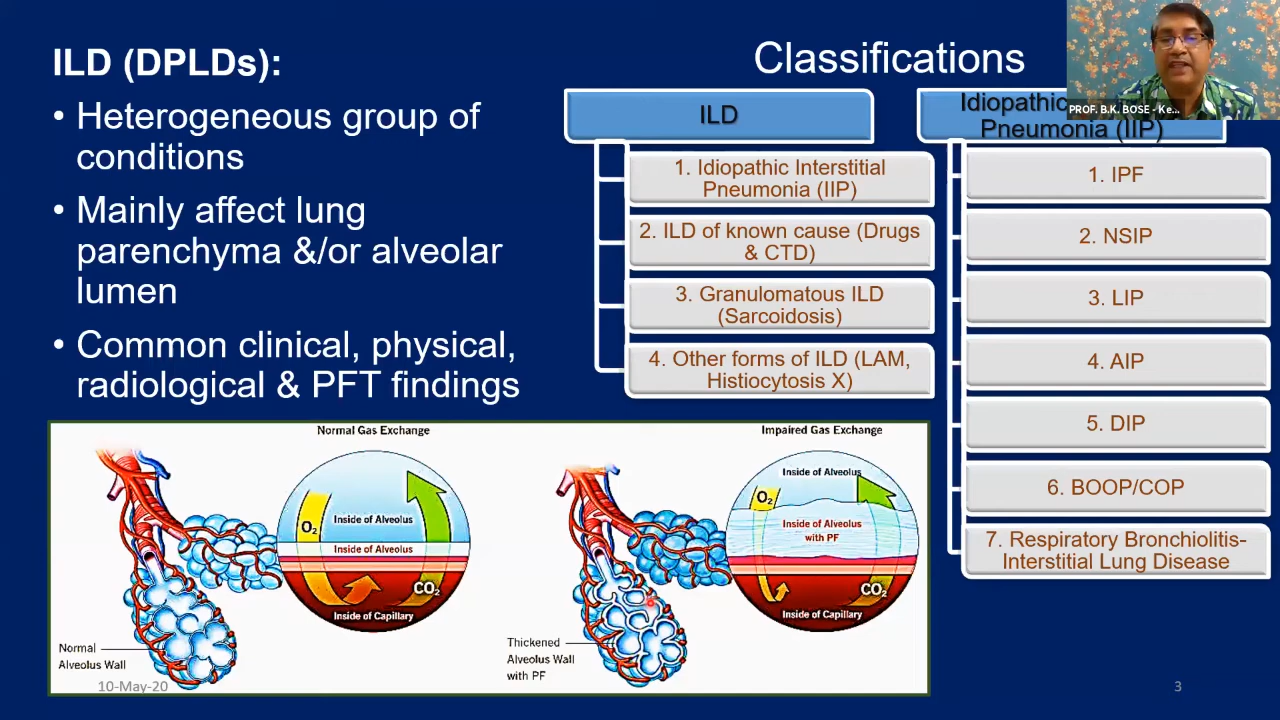 ILD (DPLDs):
• Heterogeneous group of
conditions
• Mainly affect lung
parenchyma &/or alveolar
lumen
• Common clinical, physical,
radiological & PFT findings
Classifications
ILD
1. Idiopathic Interstitial
Pneumonia (IIP)
2. ILD of known cause (Drugs
& CTD)
3. Granulomatous ILD
(Sarcoidosis)
4. Other forms of ILD (LAM,
Histiocytosis X)
Idiopathic
Pneumonia (IIP)
1. IPF
2. NSIP
3. LIP
4. AIP
5. DIP
6. BOOP/COP
7. Respiratory Bronchiolitis-
Interstitial Lung Disease
PROF. B.K. BOSE - Ke...
Normal Gas Exchange
O2
Inside of Alveolus
Inside of Alveolus
CO2
Inside of Capillary
Normal
Alveolus Wall
Impaired Gas Exchange
Inside of Alveolus
O2
Inside of Alveolus
with PF
CO2
Inside of Capillary
Thickened
Alveolus Wall
with PF
10-May-20
3